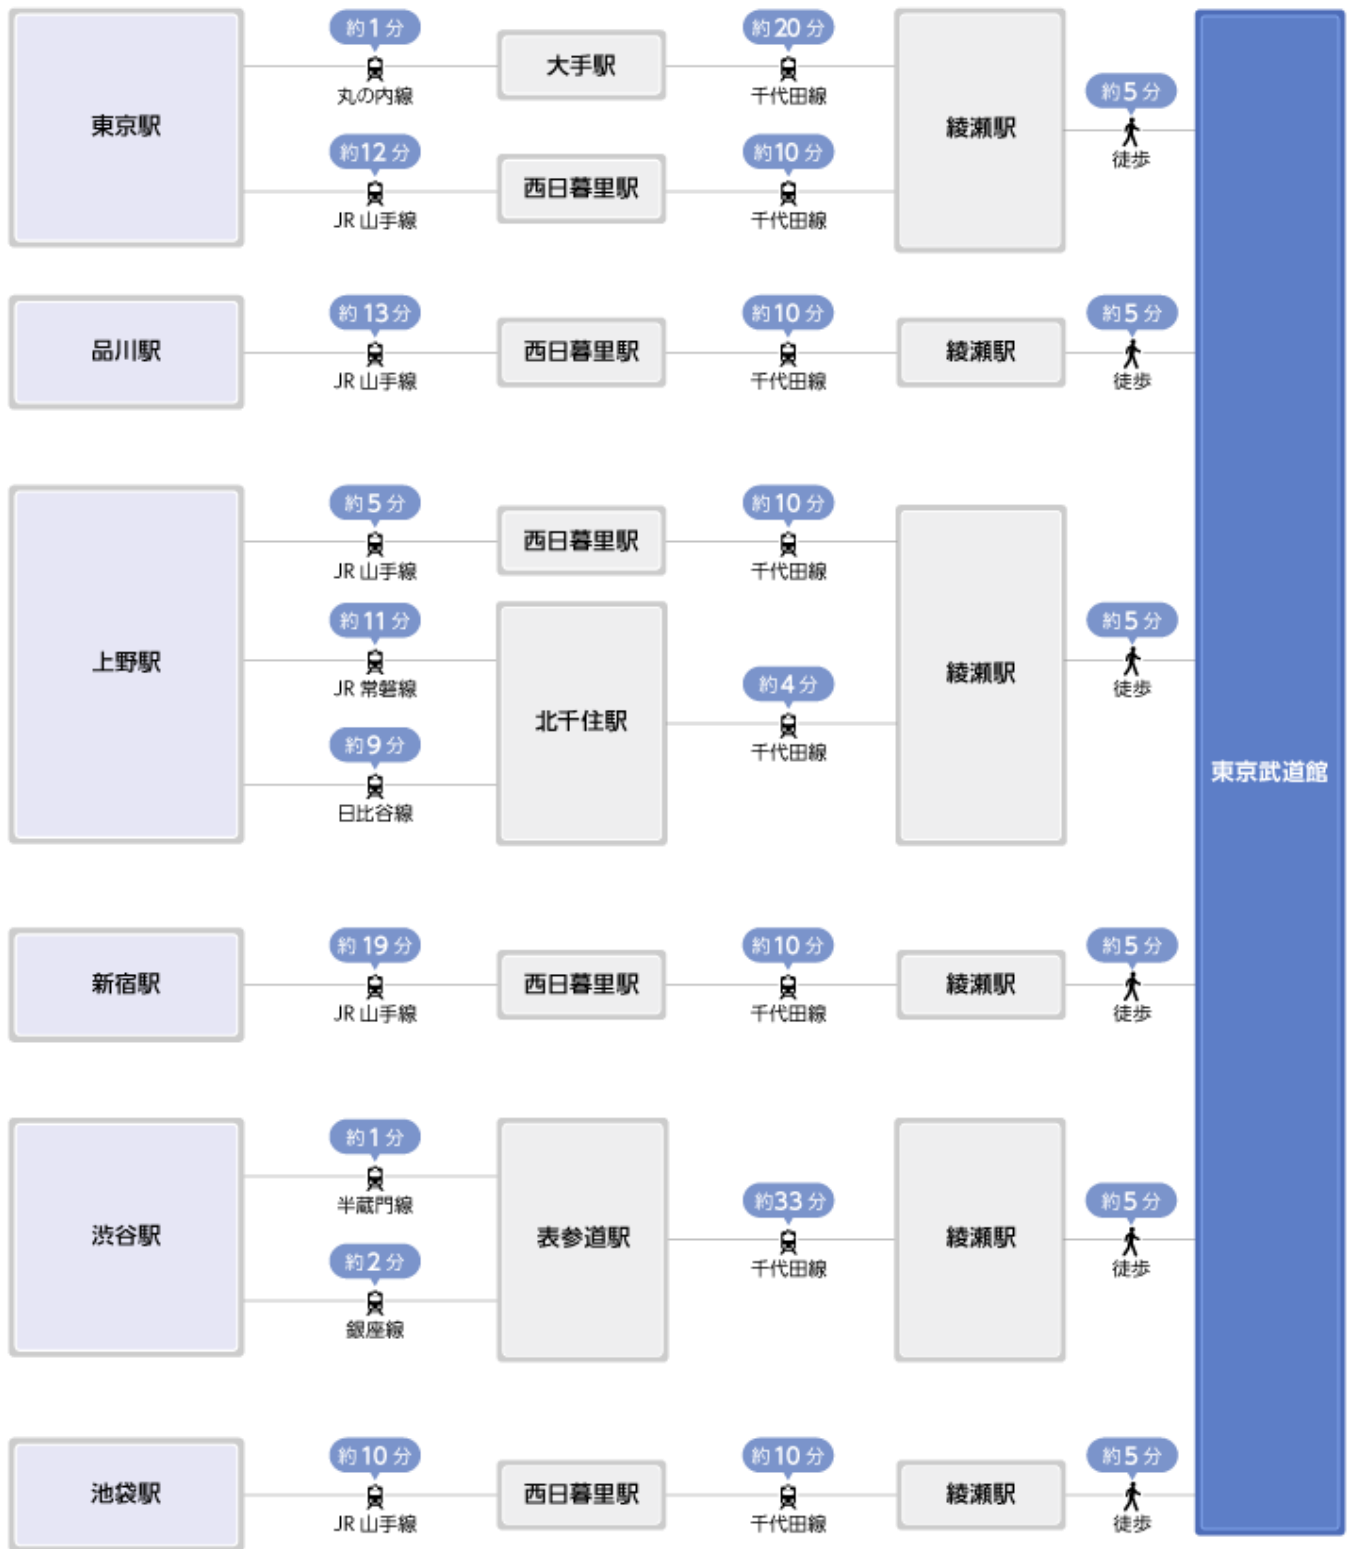 東京駅
約1分
丸の内線
大手駅
約20分
千代田線
約12分
JR 山手線
西日暮里駅
約10分
千代田線
綾瀬駅
約5分
徒歩
品川駅
約13分
JR 山手線
西日暮里駅
約10分
千代田線
綾瀬駅
約5分
徒歩
上野駅
約5分
JR 山手線
西日暮里駅
約10分
千代田線
約11分
JR 常磐線
約9分
日比谷線
北千住駅
約4分
千代田線
綾瀬駅
約5分
徒歩
東京武道館
新宿駅
約19分
JR 山手線
西日暮里駅
約10分
千代田線
綾瀬駅
約5分
徒歩
渋谷駅
約1分
半蔵門線
約2分
銀座線
表参道駅
約33分
千代田線
綾瀬駅
約5分
徒歩
池袋駅
約10分
JR 山手線
西日暮里駅
約10分
千代田線
綾瀬駅
約5分
徒歩